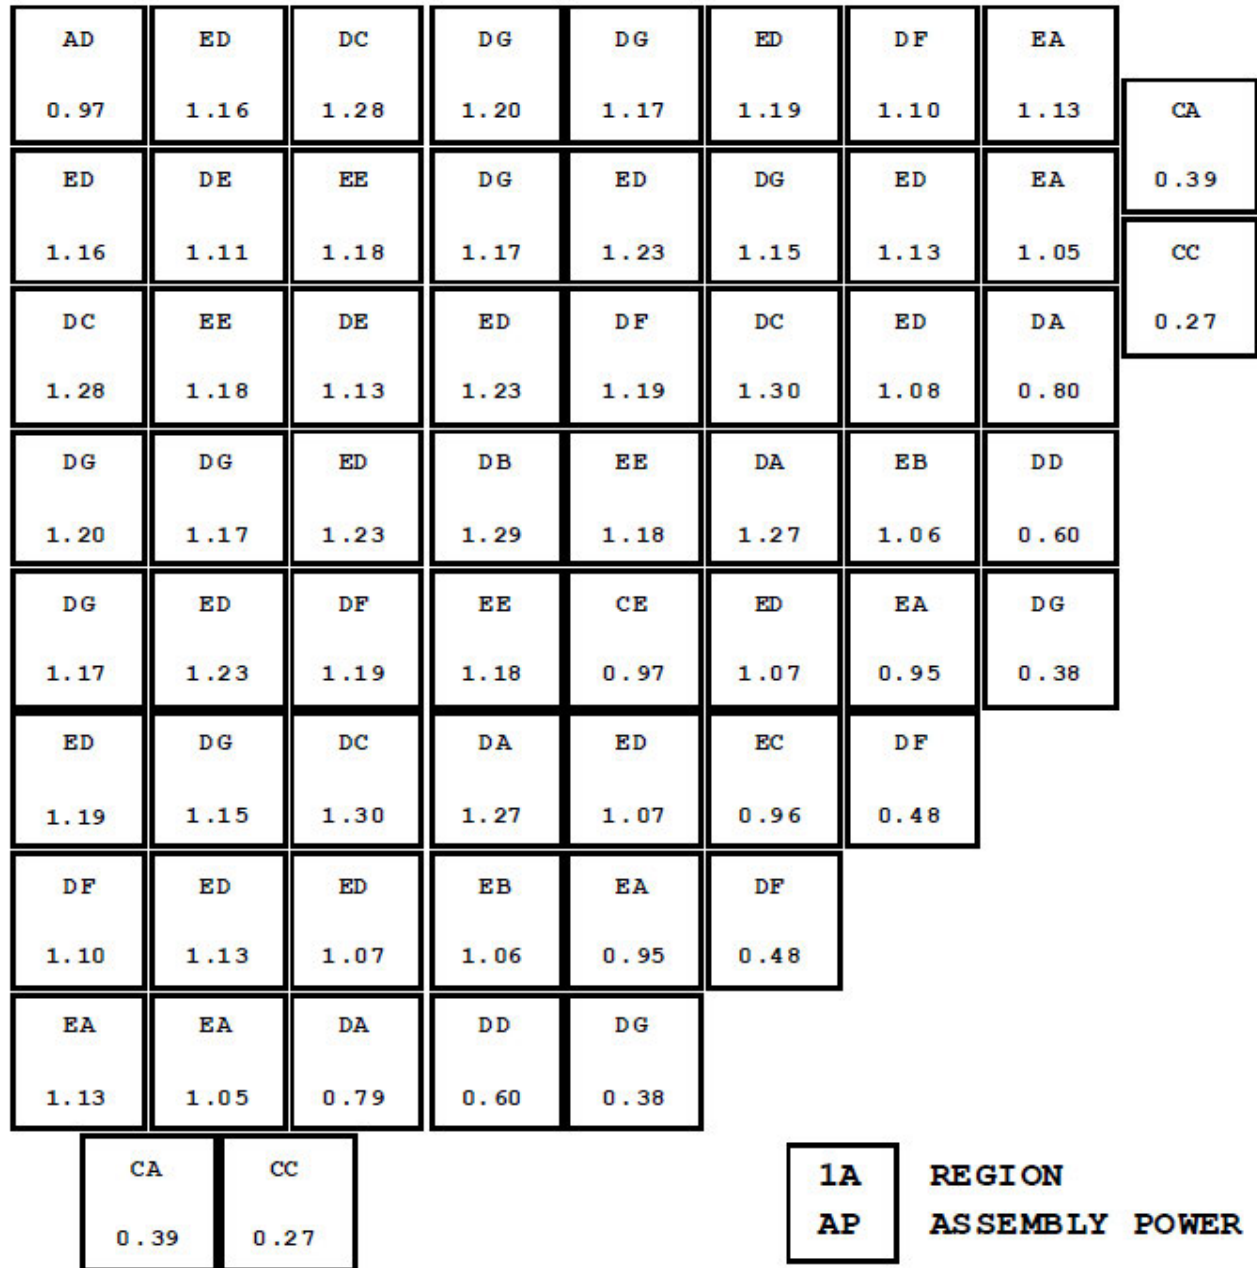 AD ED DC DG DG ED DF EA
0.97 1.16 1.28 1.20 1.17 1.19 1.10 1.13 CA
ED DE EE DG ED DG ED EA 0.39
1.16 1.11 1.18 1.17 1.23 1.15 1.13 1.05 CC
DC EE DE ED DF DC ED DA 0.27
1.28 1.18 1.13 1.23 1.19 1.30 1.08 0.80
DG DG ED DB EE DA EB DD
1.20 1.17 1.23 1.29 1.18 1.27 1.06 0.60
DG ED DF EE CE ED EA DG
1.17 1.23 1.19 1.18 0.97 1.07 0.95 0.38
ED DG DC DA ED EC DF
1.19 1.15 1.30 1.27 1.07 0.96 0.48
DF ED ED EB EA DF
1.10 1.13 1.07 1.06 0.95 0.48
EA EA DA DD DG
1.13 1.05 0.79 0.60 0.38
CA CC
0.39 0.27
1A REGION
AP ASSEMBLY POWER